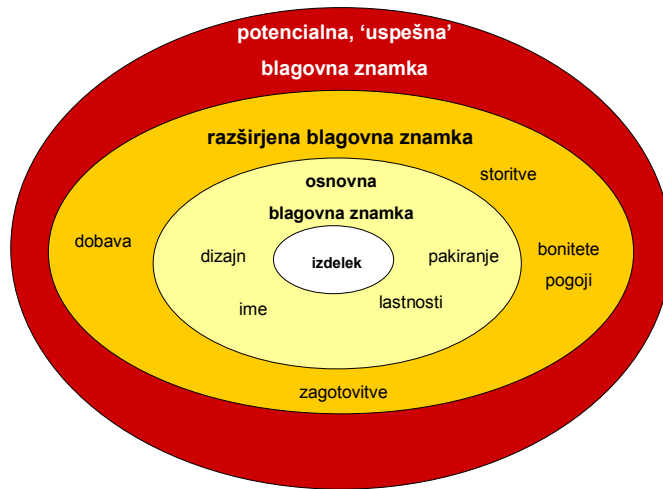 potencialna, ‘uspešna’
blagovna znamka
razširjena blagovna znamka
storitve
osnovna
blagovna znamka
dobava
dizajn
izdelek
pakiranje
bonitete
pogoji
ime
lastnosti
zagotovitve